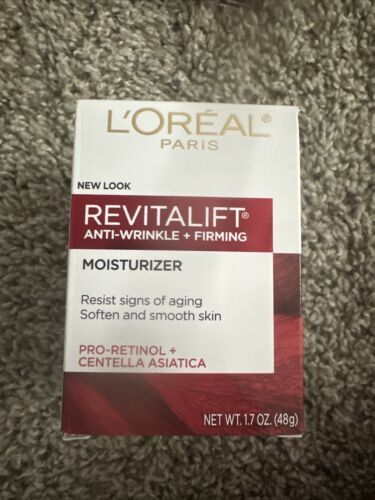 L'ORÉAL®
PARIS
NEW LOOK
REVITALIFT®
ANTI-WRINKLE + FIRMING
MOISTURIZER
Resist signs of aging
Soften and smooth skin
PRO-RETINOL +
CENTELLA ASIATICA
NET WT. 1.7 OZ. (48g)